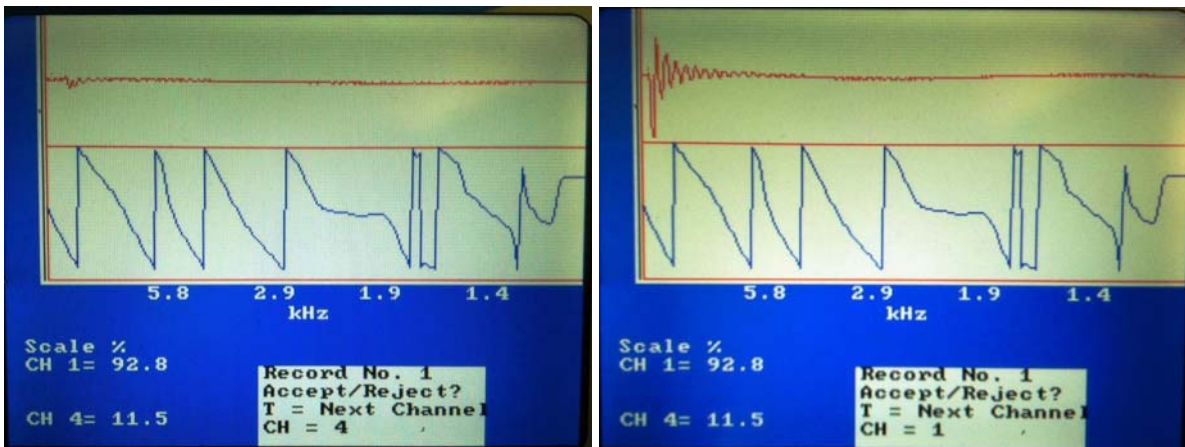 5.8 2.9 1.9 1.4
kHz
Scale %
CH 1= 92.8
CH 4= 11.5
Record No. 1
Accept/Reject?
T = Next Channel
CH = 4
5.8 2.9 1.9 1.4
kHz
Scale %
CH 1= 92.8
CH 4= 11.5
Record No. 1
Accept/Reject?
T = Next Channel
CH = 1